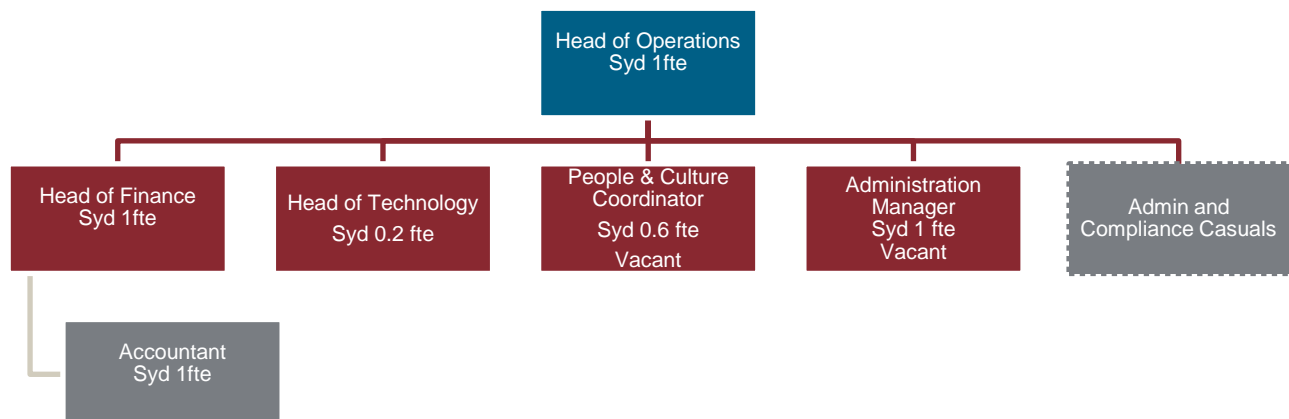 Head of Operations
Syd 1fte
Head of Finance
Syd 1fte
Head of Technology
Syd 0.2 fte
People & Culture
Coordinator
Syd 0.6 fte
Vacant
Administration
Manager
Syd 1 fte
Vacant
Admin and
Compliance Casuals
Accountant
Syd 1fte